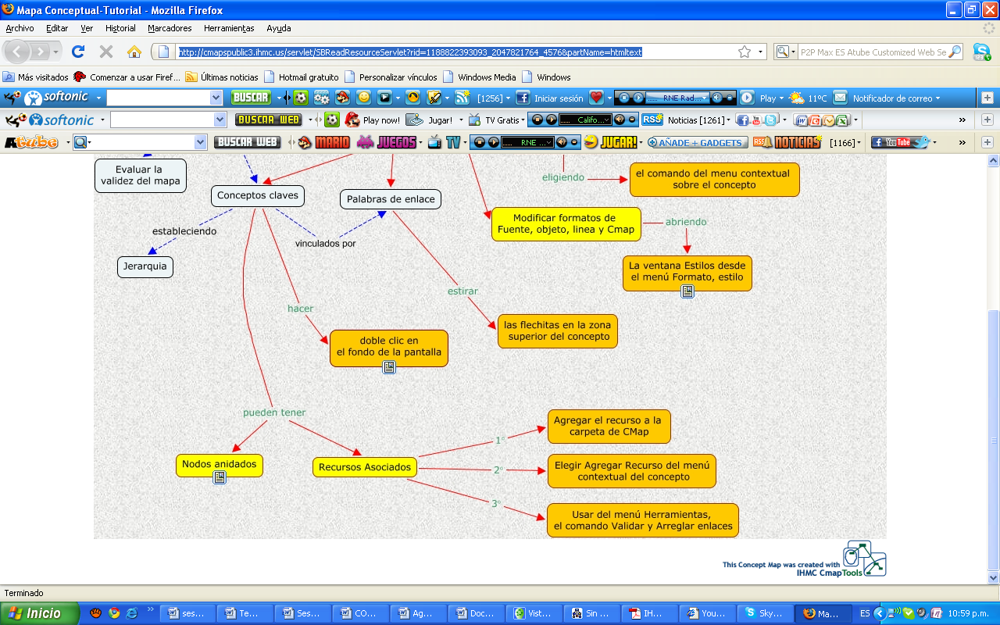 Mapa Conceptual-Tutorial - Mozilla Firefox
Archivo Editar Ver Historial Marcadores Herramientas Ayuda
http://cmapspublic3.ihmc.us/servlet/SBReadResourceServlet?rid=1188822393093_2047821764_4576&partName=htmltext
P2P Max ES Atube Customized Web Se
Más visitados Comenzar a usar Firef... Últimas noticias Hotmail gratuito Personalizar vínculos Windows Media Windows
softonic BUSCAR [1256] Iniciar sesión RNE Rad... Play 11°C Notificador de correo
softonic BUSCAR WEB Play now! Jugar! TV Gratis Califo... RSS Noticias [1261]
Atube BUSCAR WEB MARIO JUEGOS TV RNE ... ¡JUGAR! AÑADE + GADGETS RSS NOTICIAS [1166] YouTube
Evaluar la
validez del mapa
Conceptos claves
Palabras de enlace
eligiendo
el comando del menu contextual
sobre el concepto
Modificar formatos de
Fuente, objeto, linea y Cmap
abriendo
estableciendo
vinculados por
Jerarquia
La ventana Estilos desde
el menú Formato, estilo
estirar
hacer
las flechitas en la zona
superior del concepto
doble clic en
el fondo de la pantalla
pueden tener
Nodos anidados
Recursos Asociados
1°
Agregar el recurso a la
carpeta de CMap
2°
Elegir Agregar Recurso del menú
contextual del concepto
3°
Usar del menú Herramientas,
el comando Validar y Arreglar enlaces
This Concept Map was created with
IHMC CmapTools
Terminado
Inicio ses... Te... Ses... CO... Ag... Doc... Vist... Sin ... IH... You... Sky... Ma... ES 10:59 p.m.